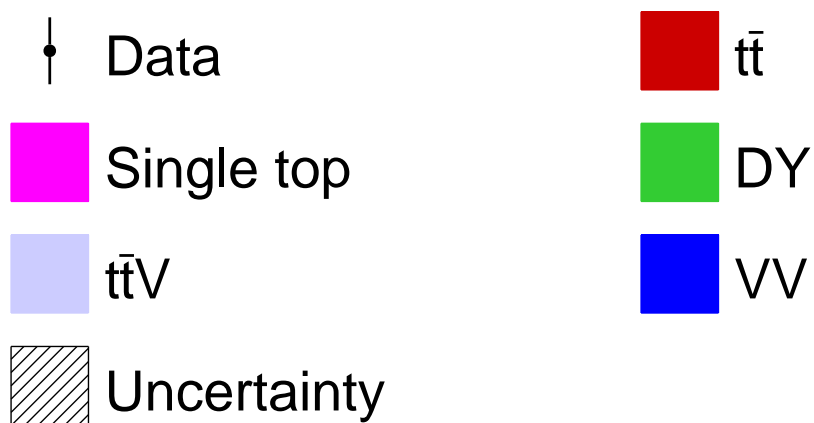 Data tt̄
Single top DY
tt̄V VV
Uncertainty